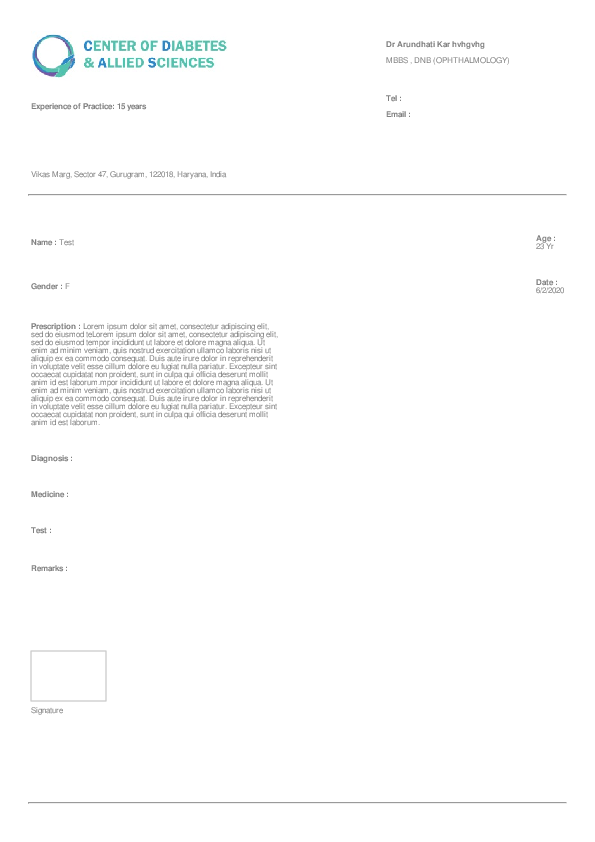 CENTER OF DIABETES
& ALLIED SCIENCES
Dr Arundhati Kar hvhgvhg
MBBS , DNB (OPHTHALMOLOGY)
Experience of Practice: 15 years
Tel :
Email :
Vikas Marg, Sector 47, Gurugram. 122018, Haryana, India
Name : Test
Age :
23 Yr
Gender : F
Date :
6/2/2020
Prescription : Lorem ipsum dolor sit amet, consectetur adipiscing elit,
sed do eiusmod teLorem ipsum dolor sit amet, consectetur adipiscing elit,
sed do eiusmod tempor incididunt ut labore et dolore magna aliqua. Ut
enim ad minim veniam, quis nostrud exercitation ullamco laboris nisi ut
aliquip ex ea commodo consequat. Duis aute irure dolor in reprehenderit
in voluptate velit esse cillum dolore eu fugiat nulla pariatur. Excepteur sint
occaecat cupidatat non proident, sunt in culpa qui officia deserunt mollit
anim id est laborum.mpor incididunt ut labore et dolore magna aliqua. Ut
enim ad minim veniam, quis nostrud exercitation ullamco laboris nisi ut
aliquip ex ea commodo consequat. Duis aute irure dolor in reprehenderit
in voluptate velit esse cillum dolore eu fugiat nulla pariatur. Excepteur sint
occaecat cupidatat non proident, sunt in culpa qui officia deserunt mollit
anim id est laborum.
Diagnosis :
Medicine :
Test :
Remarks :
Signature